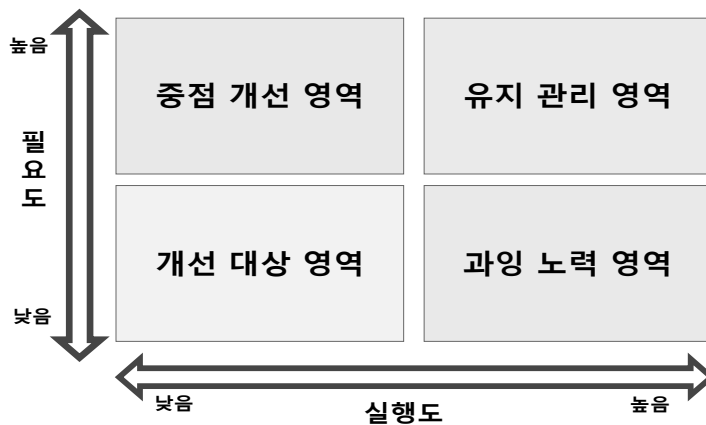 높음
중점 개선 영역 유지 관리 영역
필
요
도
개선 대상 영역 과잉 노력 영역
낮음
낮음 실행도 높음